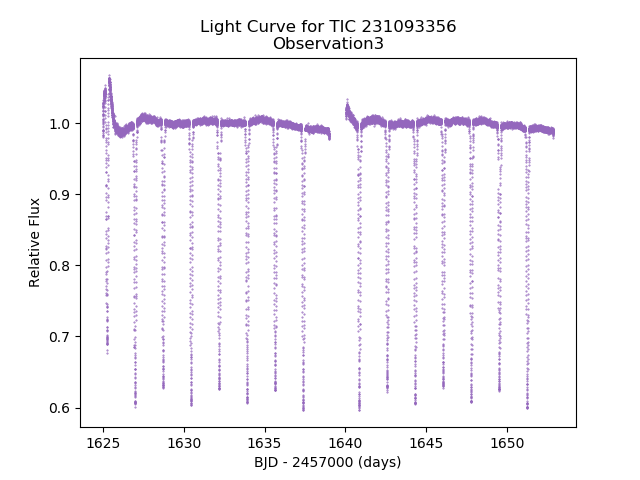 Light Curve for TIC 231093356
Observation3
Relative Flux
1.0
0.9
0.8
0.7
0.6
1625 1630 1635 1640 1645 1650
BJD - 2457000 (days)